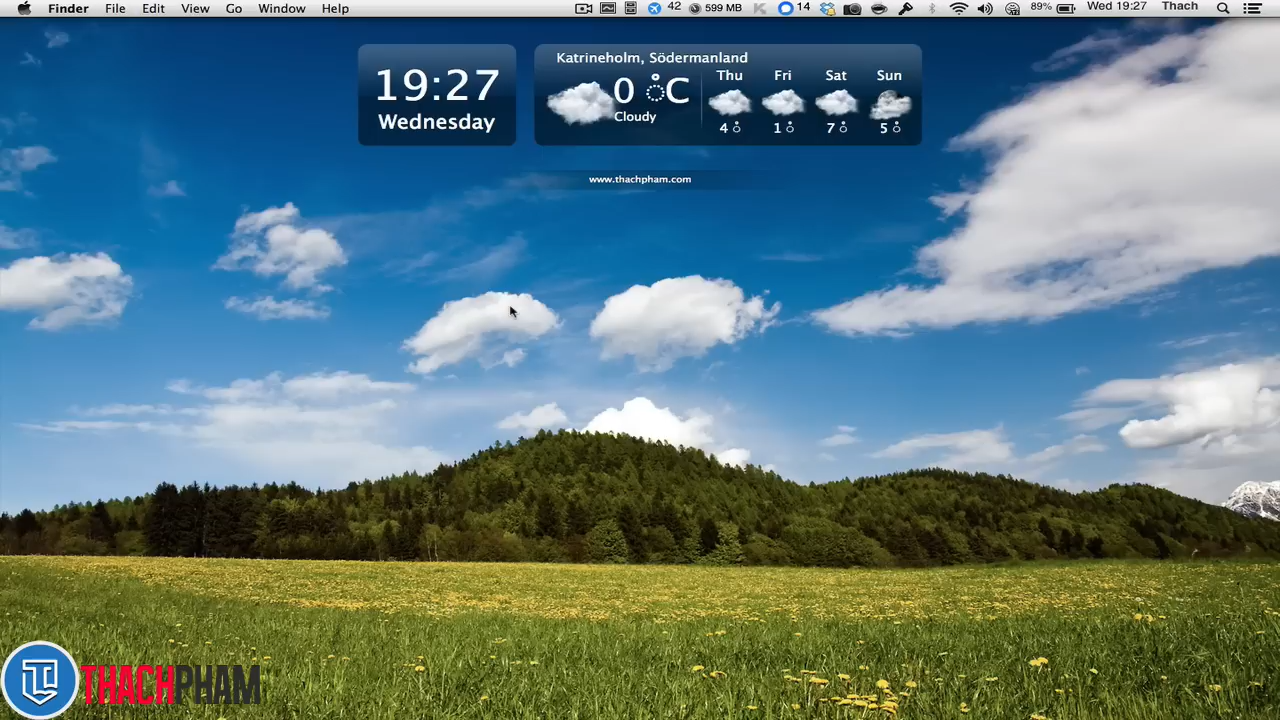 Finder File Edit View Go Window Help 42 599 MB 14 89% Wed 19:27 Thach
19:27
Wednesday
Katrineholm, Södermanland
0 °C
Cloudy
Thu Fri Sat Sun
4° 1° 7° 5°
www.thachpham.com
THACHPHAM